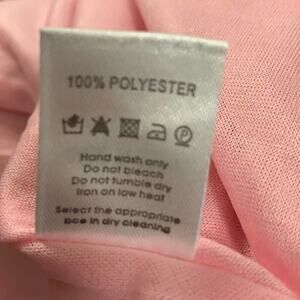 100% POLYESTER
Hand wash only
Do not bleach
Do not tumble dry
Iron on low heat
Select the appropriate
pce in dry cleaning